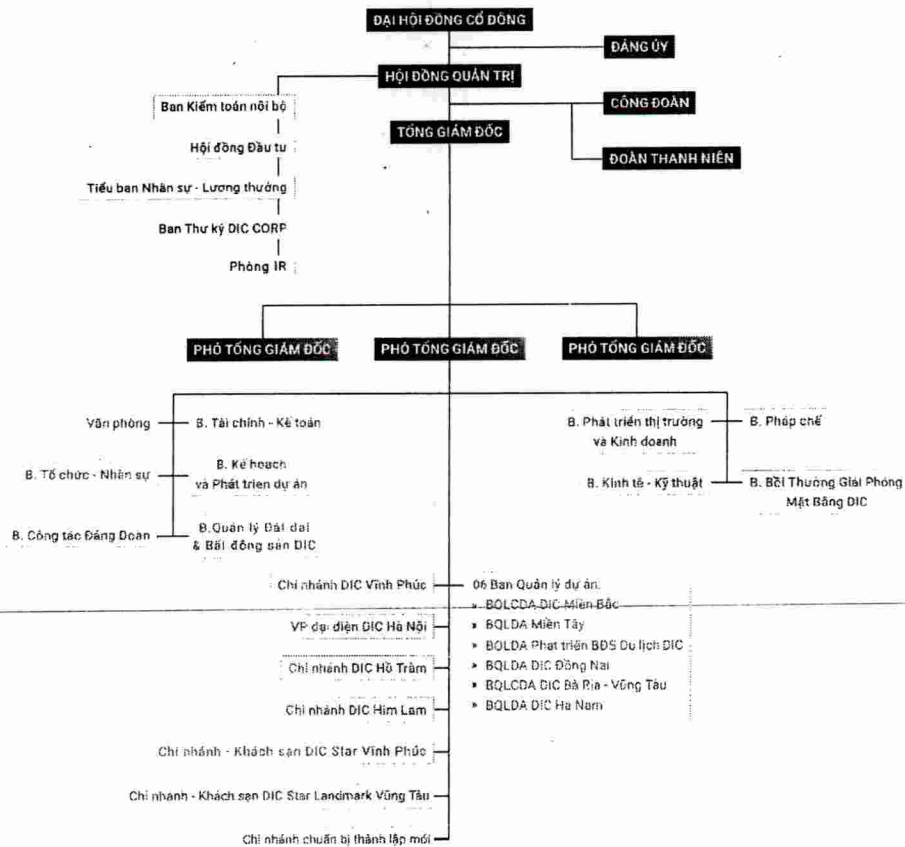 ĐẠI HỘI ĐỒNG CỔ ĐÔNG
ĐẢNG ỦY
HỘI ĐỒNG QUẢN TRỊ
Ban Kiểm toán nội bộ
CÔNG ĐOÀN
TỔNG GIÁM ĐỐC
Hội đồng Đầu tư
ĐOÀN THANH NIÊN
Tiểu ban Nhân sự - Lương thưởng
Ban Thư ký DIC CORP
Phòng IR
PHÓ TỔNG GIÁM ĐỐC
PHÓ TỔNG GIÁM ĐỐC
PHÓ TỔNG GIÁM ĐỐC
Văn phòng
B. Tài chính - Kế toán
B. Tổ chức - Nhân sự
B. Kế hoạch
và Phát triển dự án
B. Công tác Đảng Đoàn
B.Quản lý Đất đai
& Bất động sản DIC
B. Phát triển thị trường
và Kinh doanh
B. Pháp chế
B. Kinh tế - Kỹ thuật
B. Bồi Thường Giải Phóng
Mặt Bằng DIC
Chi nhánh DIC Vĩnh Phúc
VP đại diện DIC Hà Nội
Chi nhánh DIC Hồ Tràm
Chi nhánh DIC Him Lam
Chi nhánh - Khách sạn DIC Star Vĩnh Phúc
Chi nhánh - Khách sạn DIC Star Landmark Vũng Tàu
Chi nhánh chuẩn bị thành lập mới
06 Ban Quản lý dự án:
» BQLCDA DIC Miền Bắc
» BQLDA Miền Tây
» BQLDA Phát triển BĐS Du lịch DIC
» BQLDA DIC Đồng Nai
» BQLCDA DIC Bà Rịa - Vũng Tàu
» BQLDA DIC Hà Nam